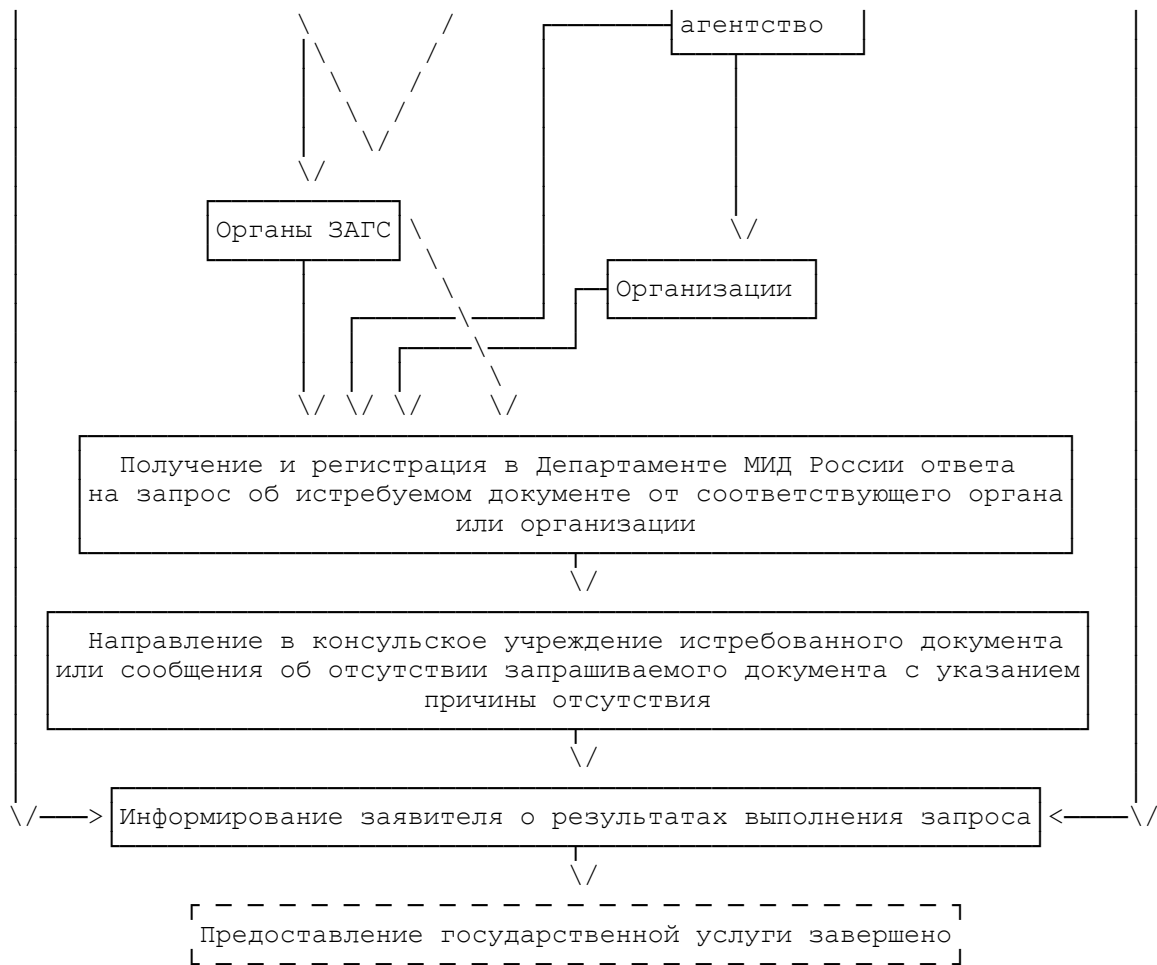 агентство
Органы ЗАГС
Организации
Получение и регистрация в Департаменте МИД России ответа
на запрос об истребуемом документе от соответствующего органа
или организации
Направление в консульское учреждение истребованного документа
или сообщения об отсутствии запрашиваемого документа с указанием
причины отсутствия
Информирование заявителя о результатах выполнения запроса
Предоставление государственной услуги завершено